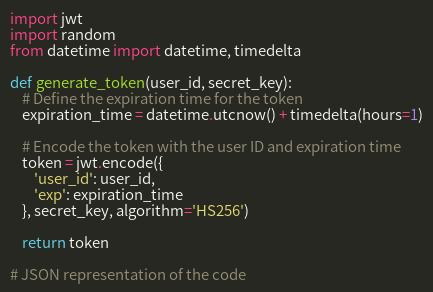 import jwt
import random
from datetime import datetime, timedelta

def generate_token(user_id, secret_key):
    # Define the expiration time for the token
    expiration_time = datetime.utcnow() + timedelta(hours=1)

    # Encode the token with the user ID and expiration time
    token = jwt.encode({
        'user_id': user_id,
        'exp': expiration_time
    }, secret_key, algorithm='HS256')

    return token

# JSON representation of the code